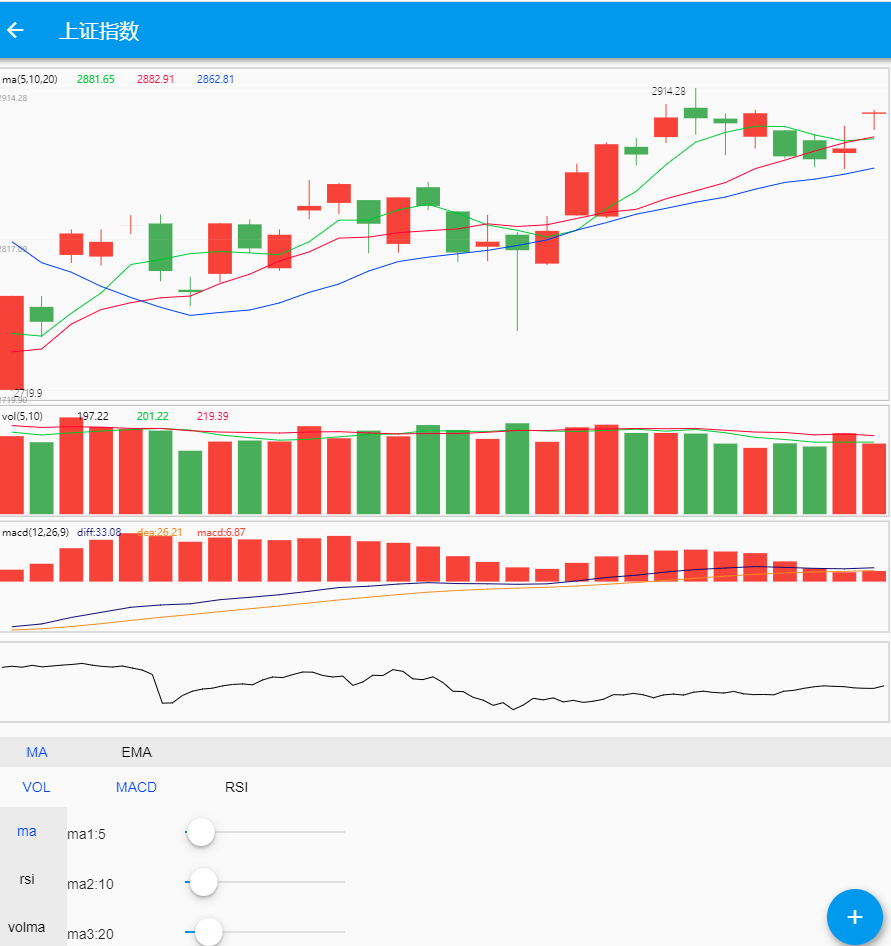 上证指数
ma(5,10,20) 2881.65 2882.91 2862.81
2914.28
2914.28
2817.09
2719.9
2719.90
vol(5,10) 197.22 201.22 219.39
macd(12,26,9) diff:33.08 dea:26.21 macd:6.87
MA EMA
VOL MACD RSI
ma ma1:5
rsi ma2:10
volma ma3:20
+